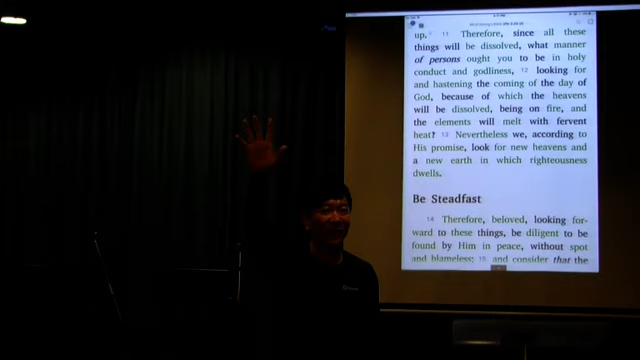 up. 11 Therefore, since all these
things will be dissolved, what manner
of persons ought you to be in holy
conduct and godliness, 12 looking for
and hastening the coming of the day of
God, because of which the heavens
will be dissolved, being on fire, and
the elements will melt with fervent
heat? 13 Nevertheless we, according to
His promise, look for new heavens and
a new earth in which righteousness
dwells.
Be Steadfast
14 Therefore, beloved, looking for-
ward to these things, be diligent to be
found by Him in peace, without spot
and blameless; 15 and consider that the